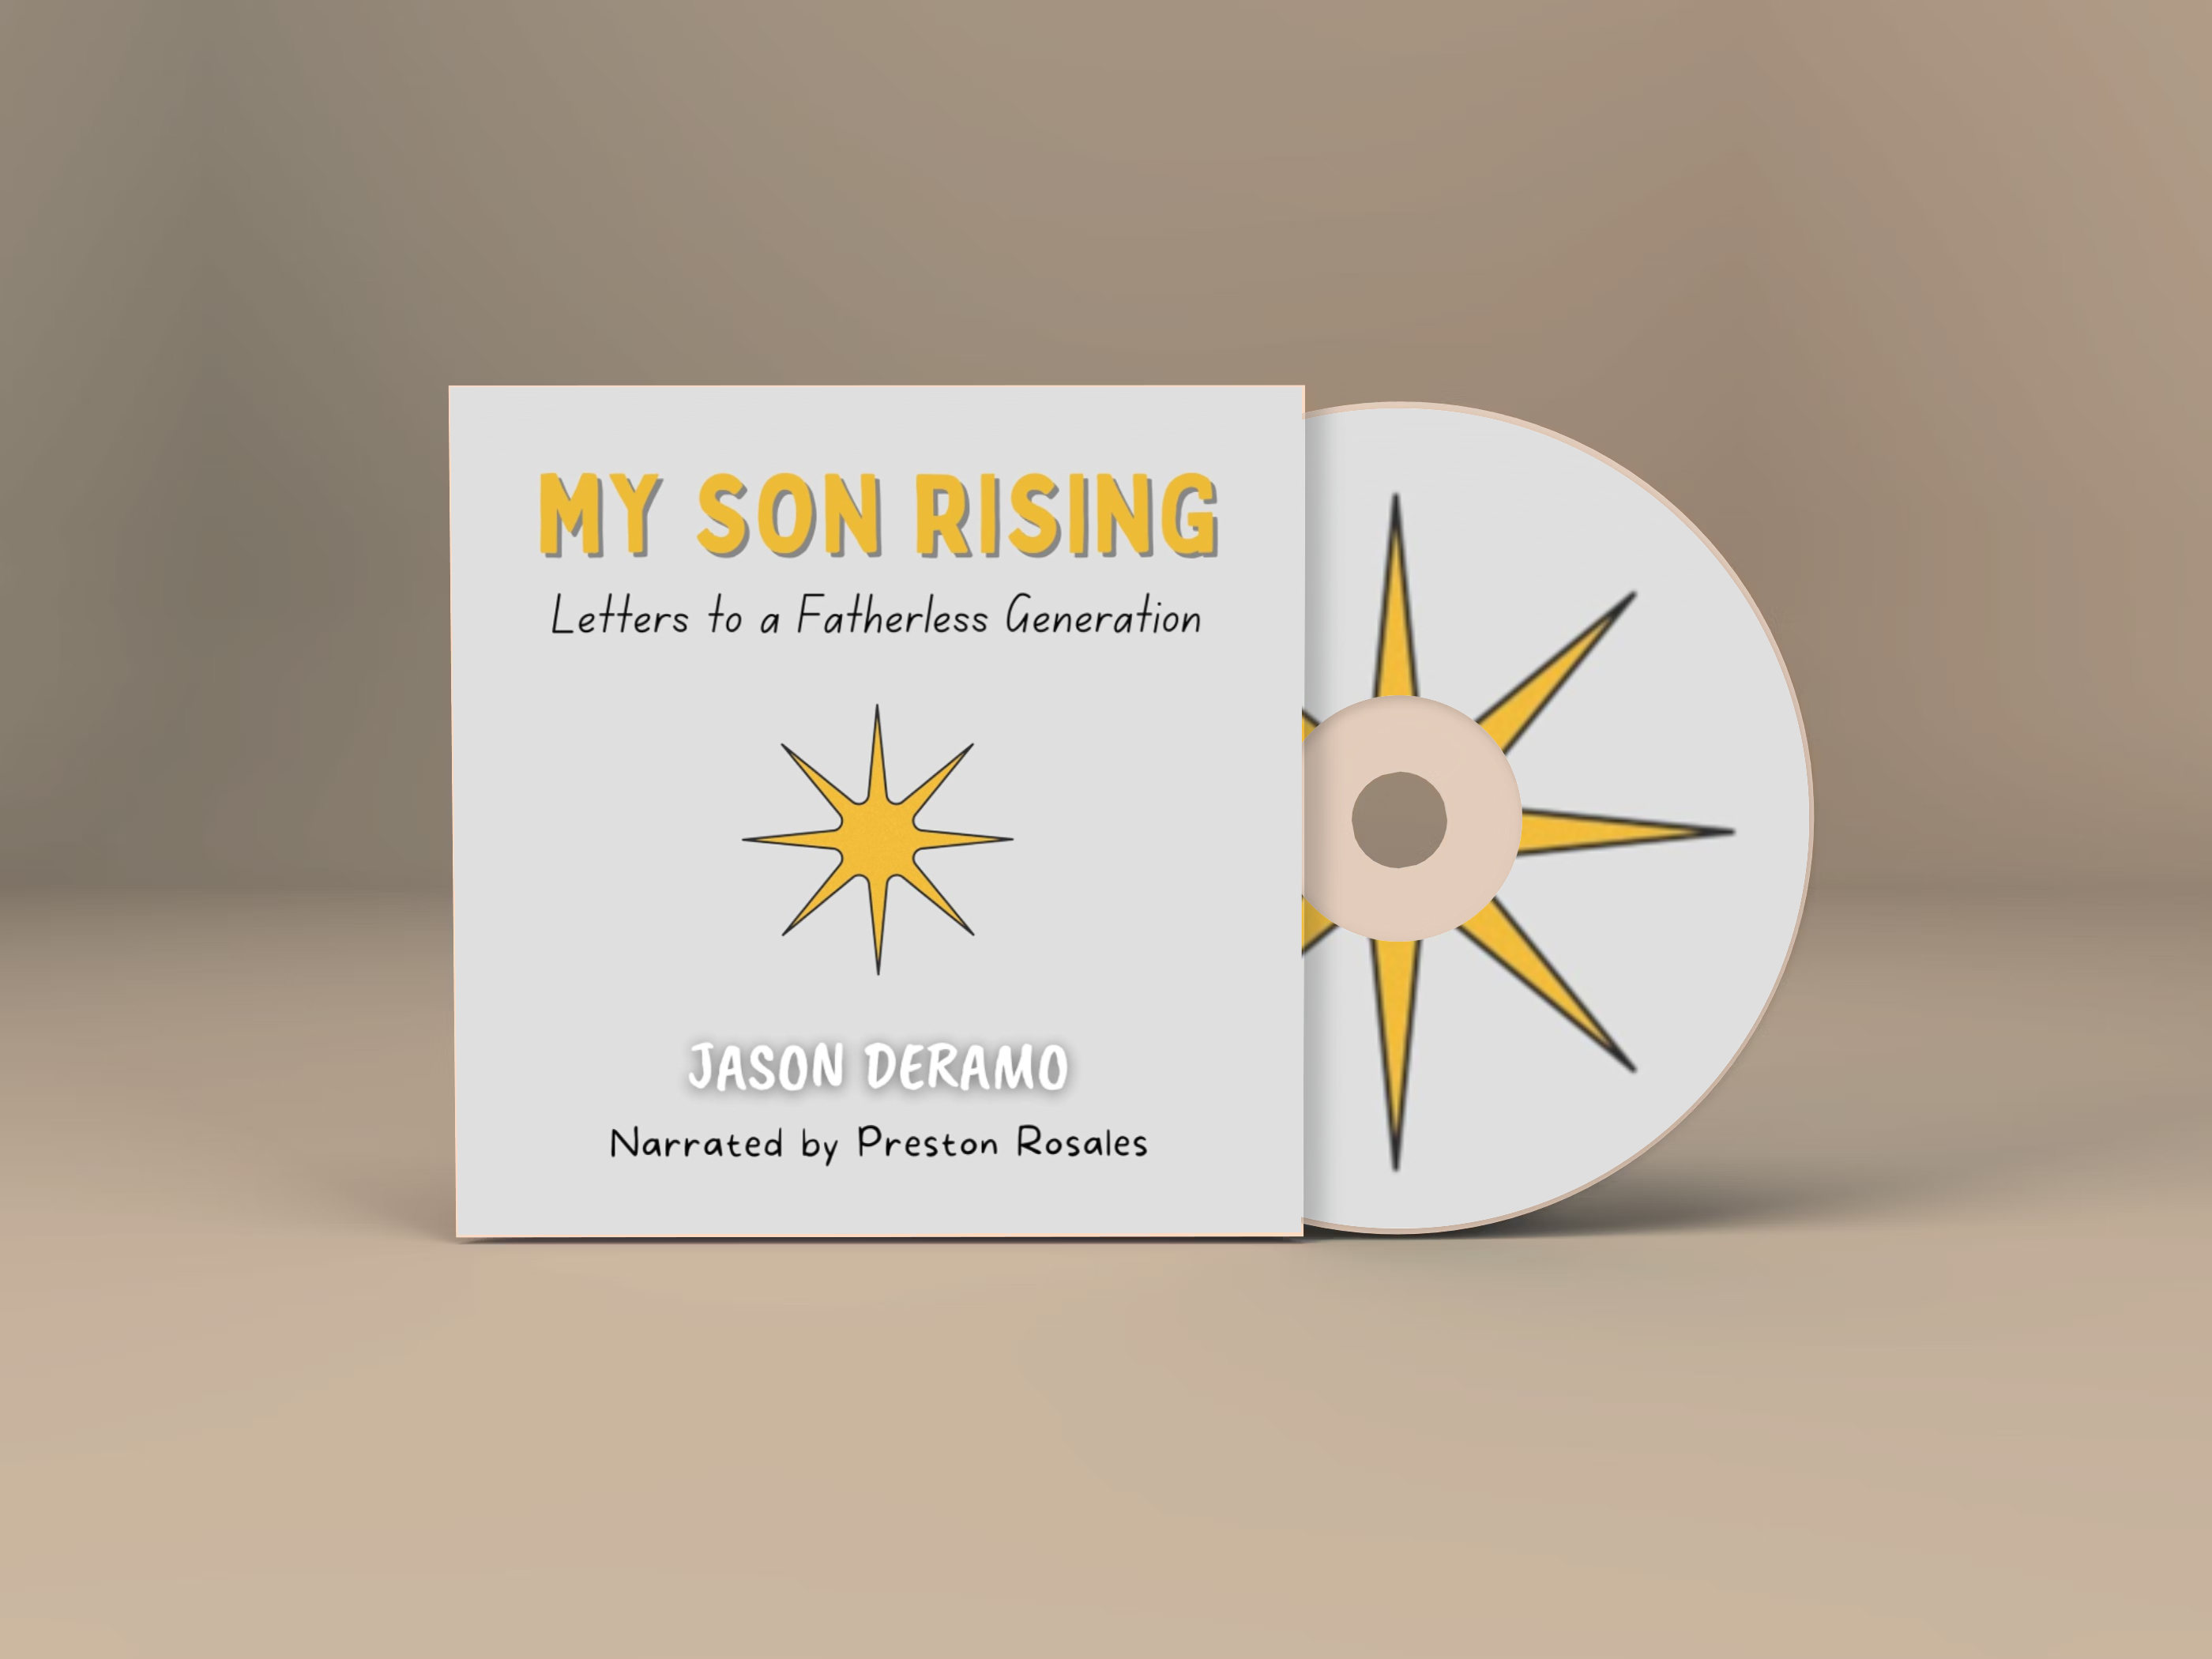 MY SON RISING
Letters to a Fatherless Generation
JASON DERAMO
Narrated by Preston Rosales